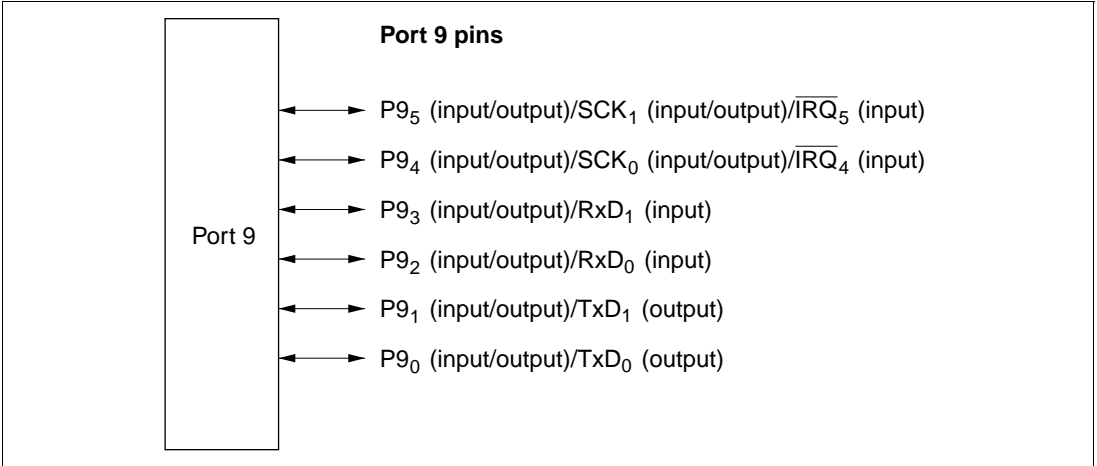 Port 9 pins
P9₅ (input/output)/SCK₁ (input/output)/I̅R̅Q̅₅ (input)
P9₄ (input/output)/SCK₀ (input/output)/I̅R̅Q̅₄ (input)
P9₃ (input/output)/RxD₁ (input)
Port 9
P9₂ (input/output)/RxD₀ (input)
P9₁ (input/output)/TxD₁ (output)
P9₀ (input/output)/TxD₀ (output)